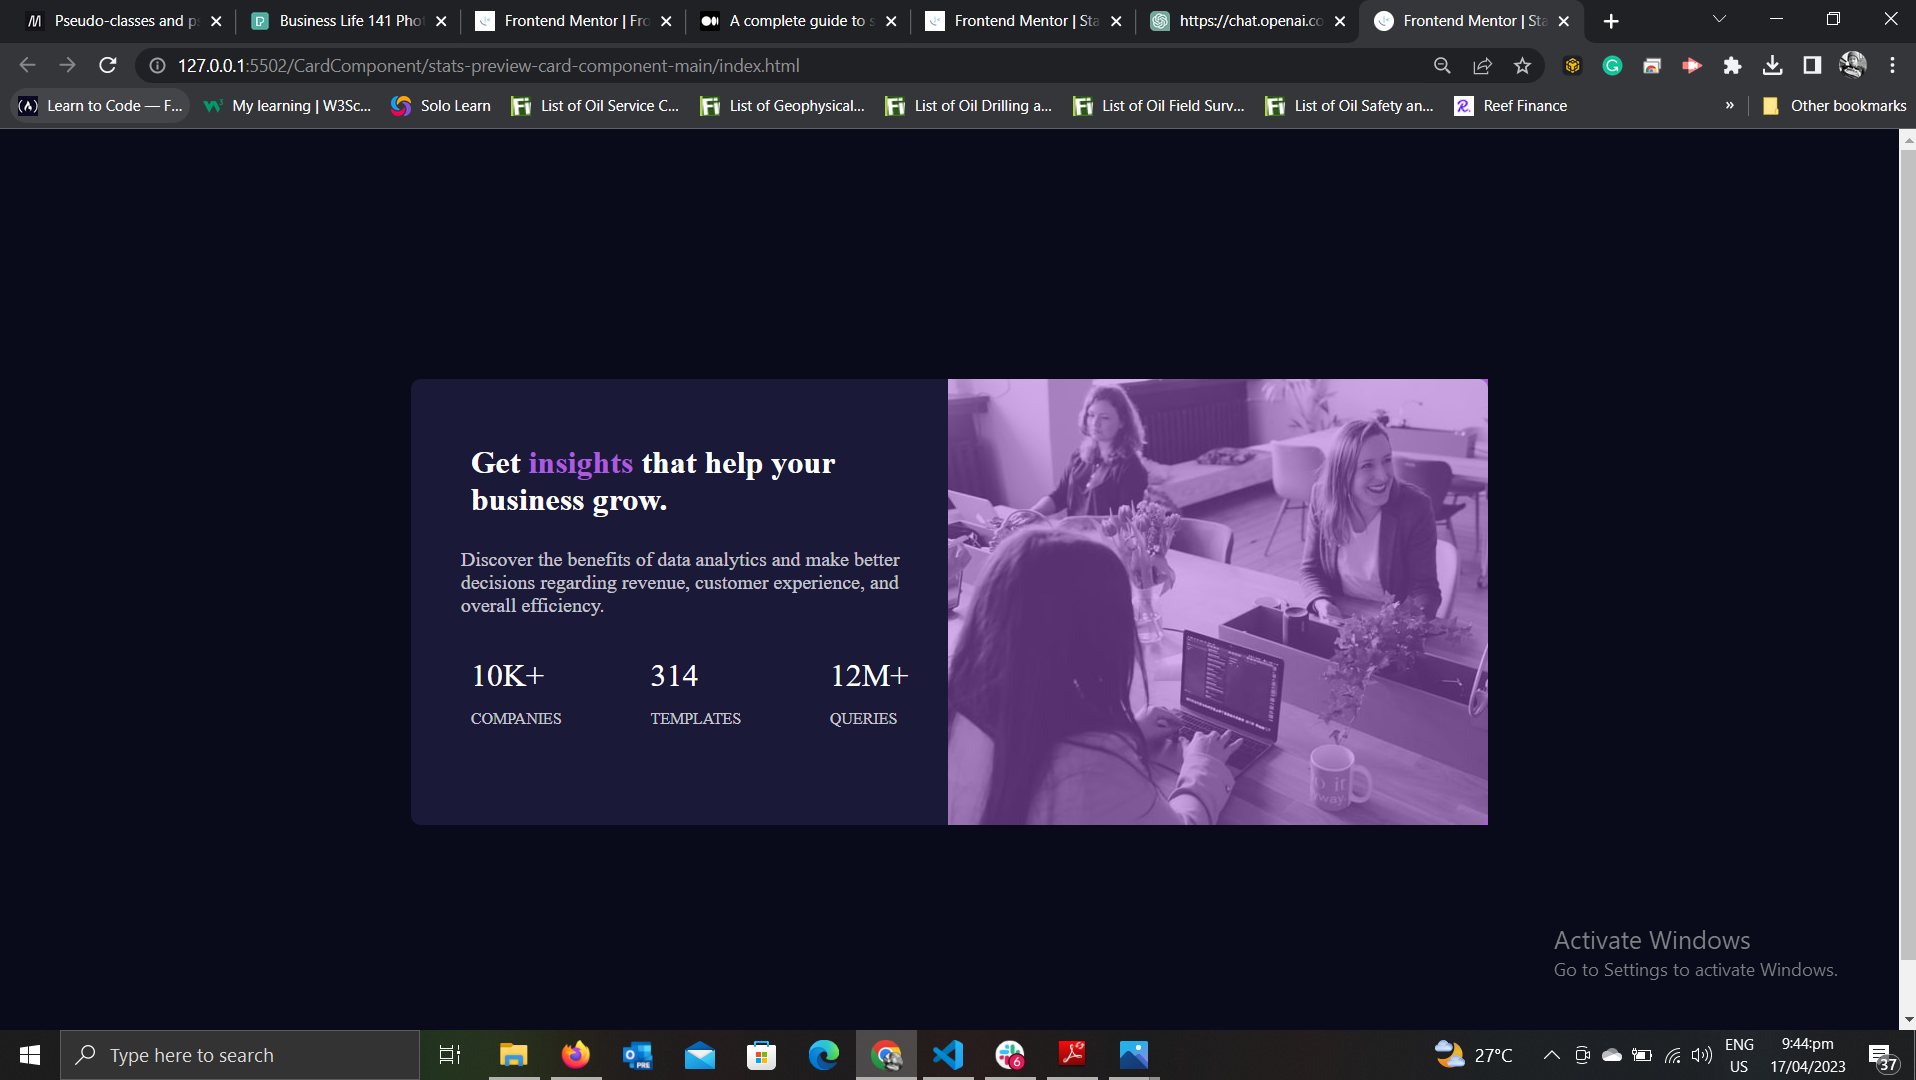 Pseudo-classes and ps
Business Life 141 Phot
Frontend Mentor | Fro
A complete guide to s
Frontend Mentor | Sta
https://chat.openai.co
Frontend Mentor | Sta
127.0.0.1:5502/CardComponent/stats-preview-card-component-main/index.html
Learn to Code — F...
My learning | W3Sc...
Solo Learn
List of Oil Service C...
List of Geophysical...
List of Oil Drilling a...
List of Oil Field Surv...
List of Oil Safety an...
Reef Finance
»
Other bookmarks
Get insights that help your
business grow.
Discover the benefits of data analytics and make better
decisions regarding revenue, customer experience, and
overall efficiency.
10K+
314
12M+
COMPANIES
TEMPLATES
QUERIES
Activate Windows
Go to Settings to activate Windows.
Type here to search
PRE
6
27°C
ENG
US
9:44pm
17/04/2023
37